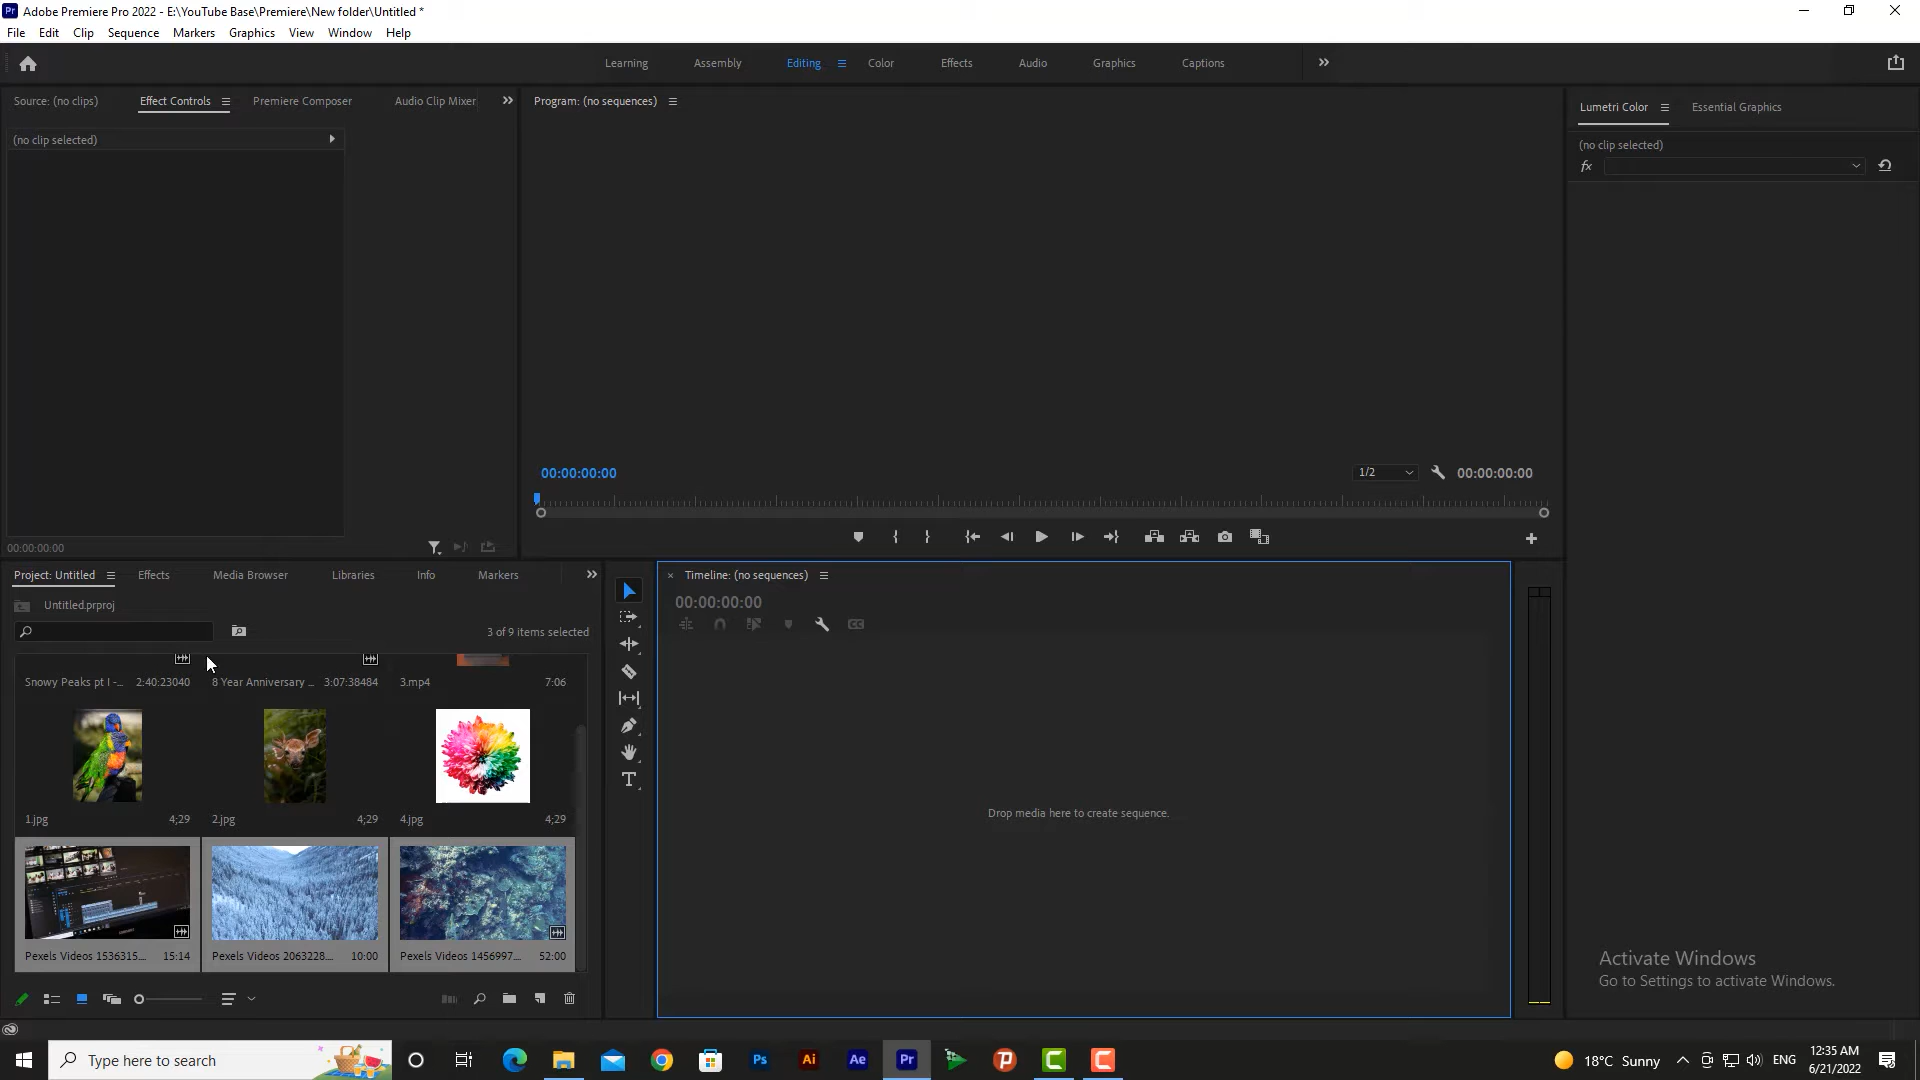 Pr Adobe Premiere Pro 2022 - E:\YouTube Base\Premiere\New folder\Untitled *
File Edit Clip Sequence Markers Graphics View Window Help
Learning Assembly Editing Color Effects Audio Graphics Captions
Source: (no clips) Effect Controls Premiere Composer Audio Clip Mixer
Program: (no sequences)
Lumetri Color Essential Graphics
(no clip selected)
(no clip selected)
fx
00:00:00:00 1/2 00:00:00:00
00:00:00:00
Project: Untitled Effects Media Browser Libraries Info Markers
Timeline: (no sequences)
Untitled.prproj
00:00:00:00
3 of 9 items selected
CC
Snowy Peaks pt I -... 2:40:23040 8 Year Anniversary ... 3:07:38484 3.mp4 7:06
1.jpg 4;29 2.jpg 4;29 4.jpg 4;29
Drop media here to create sequence.
Pexels Videos 1536315.... 15:14 Pexels Videos 2063228.... 10:00 Pexels Videos 1456997.... 52:00
T
Activate Windows
Go to Settings to activate Windows.
Type here to search
Ps Ai Ae Pr
18°C Sunny ENG
12:35 AM
6/21/2022